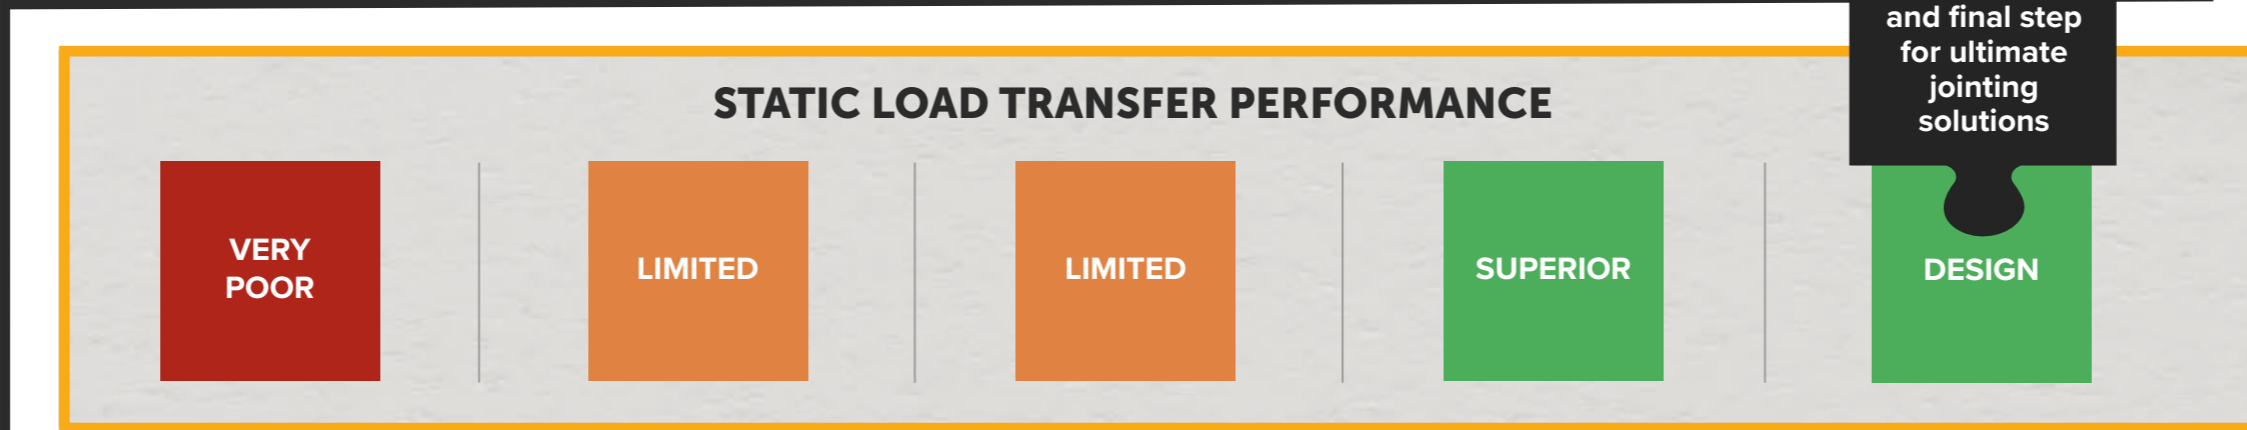 and final step
for ultimate
jointing
solutions
STATIC LOAD TRANSFER PERFORMANCE
VERY
POOR
LIMITED
LIMITED
SUPERIOR
DESIGN